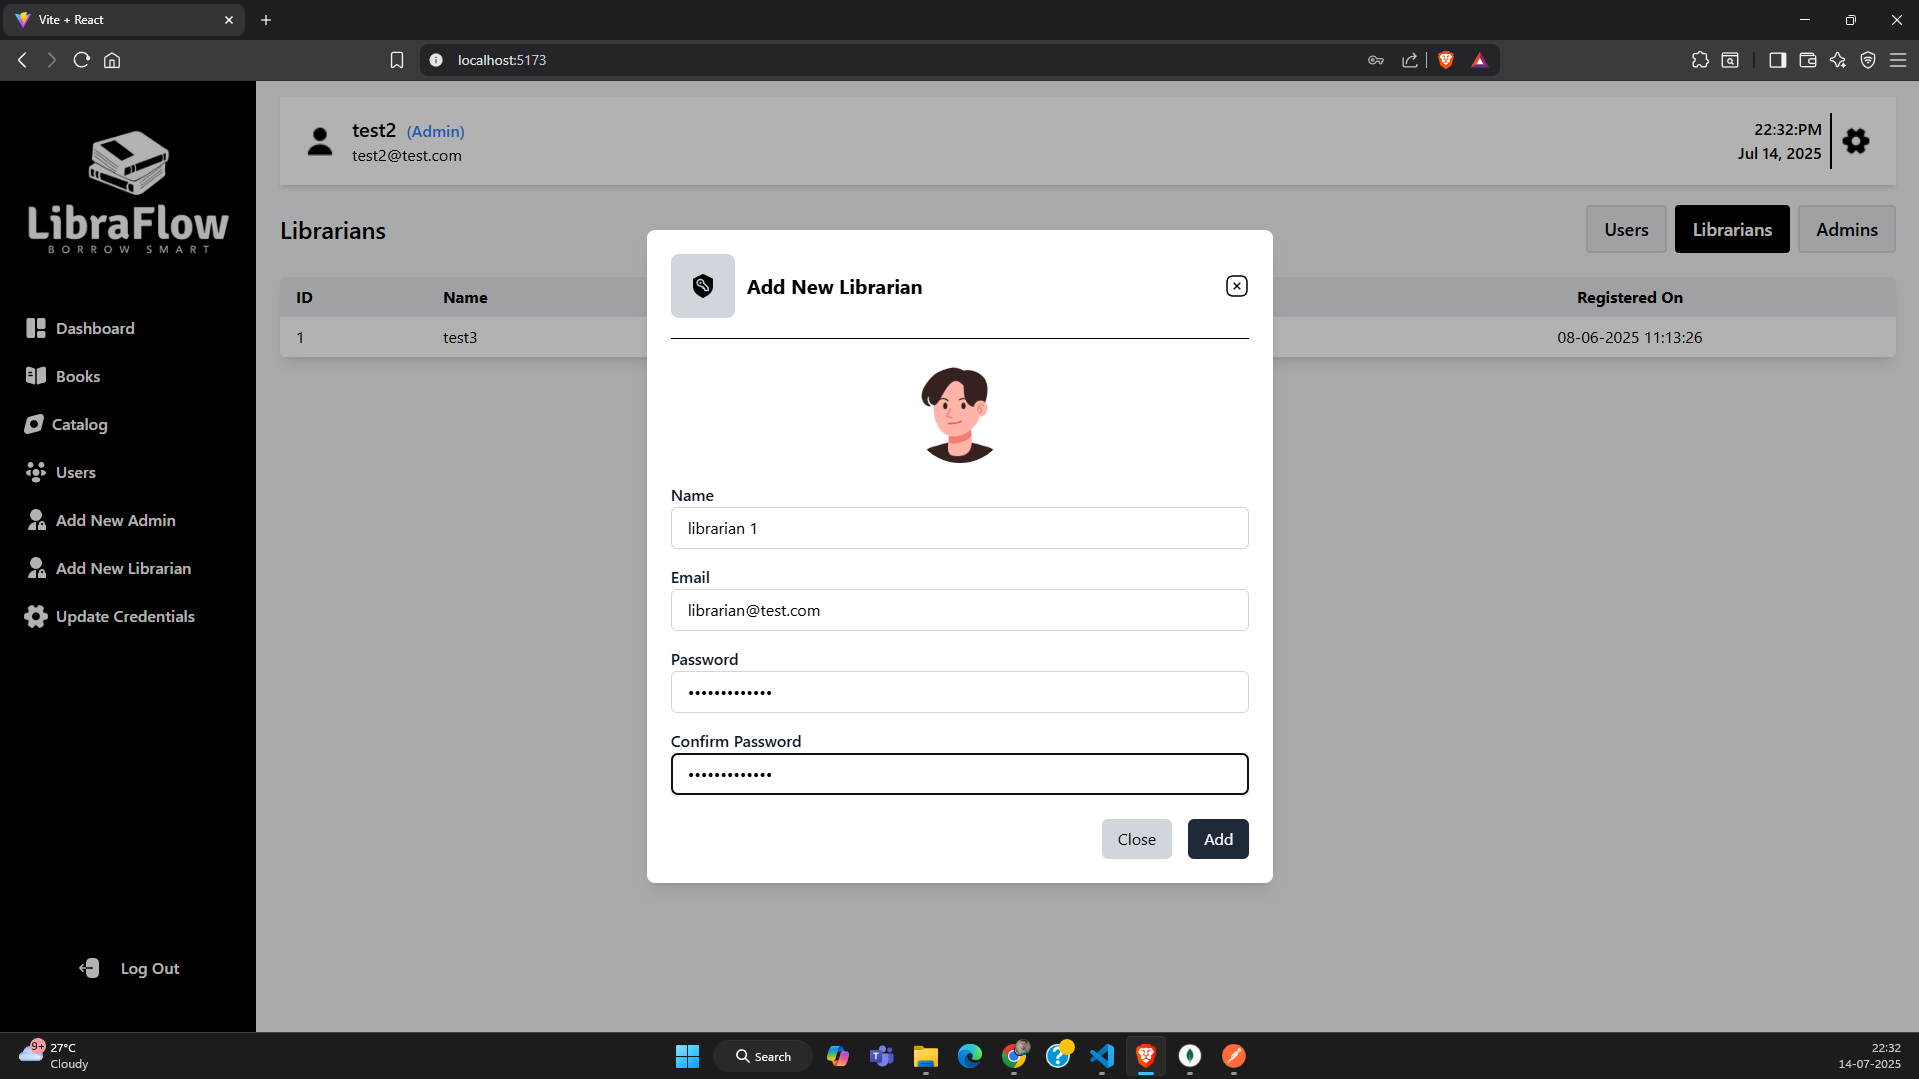 Vite + React
localhost:5173
LibraFlow
BORROW SMART
Dashboard
Books
Catalog
Users
Add New Admin
Add New Librarian
Update Credentials
Log Out
test2 (Admin)
test2@test.com
22:32:PM
Jul 14, 2025
Librarians
Users Librarians Admins
ID Name Registered On
1 test3 08-06-2025 11:13:26
Add New Librarian
Name
librarian 1
Email
librarian@test.com
Password
•••••••••••••
Confirm Password
•••••••••••••
Close Add
9+
27°C
Cloudy
Search
22:32
14-07-2025